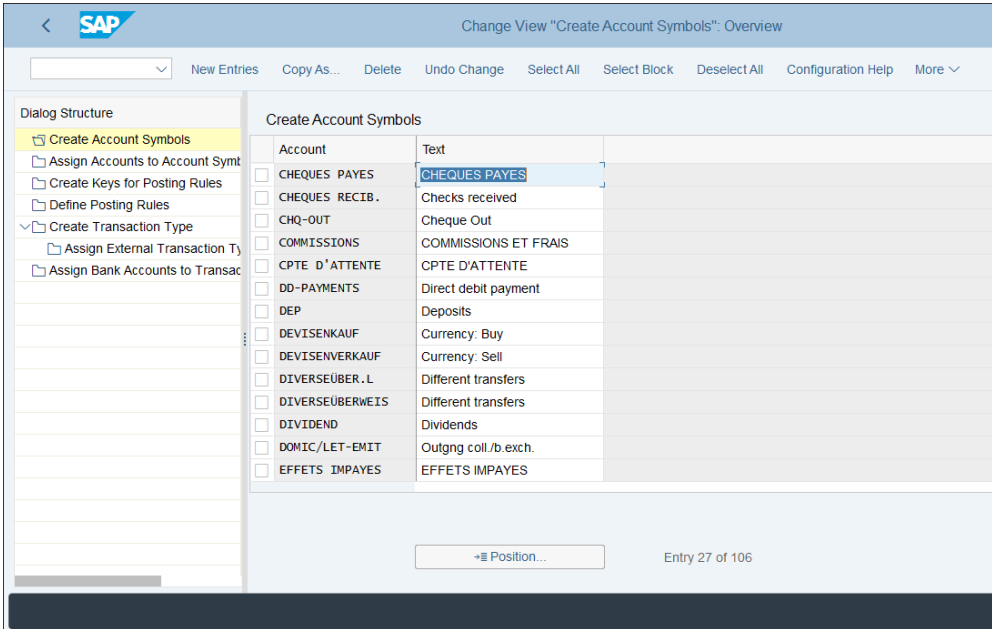 SAP Change View "Create Account Symbols": Overview
New Entries Copy As... Delete Undo Change Select All Select Block Deselect All Configuration Help More
Dialog Structure
Create Account Symbols
Assign Accounts to Account Symb
Create Keys for Posting Rules
Define Posting Rules
Create Transaction Type
Assign External Transaction Ty
Assign Bank Accounts to Transac
Create Account Symbols
Account Text
CHEQUES PAYES CHEQUES PAYES
CHEQUES RECIB. Checks received
CHQ-OUT Cheque Out
COMMISSIONS COMMISSIONS ET FRAIS
CPTE D'ATTENTE CPTE D'ATTENTE
DD-PAYMENTS Direct debit payment
DEP Deposits
DEVISENKAUF Currency: Buy
DEVISENVERKAUF Currency: Sell
DIVERSEÜBER.L Different transfers
DIVERSEÜBERWEIS Different transfers
DIVIDEND Dividends
DOMIC/LET-EMIT Outgng coll./b.exch.
EFFETS IMPAYES EFFETS IMPAYES
Position... Entry 27 of 106